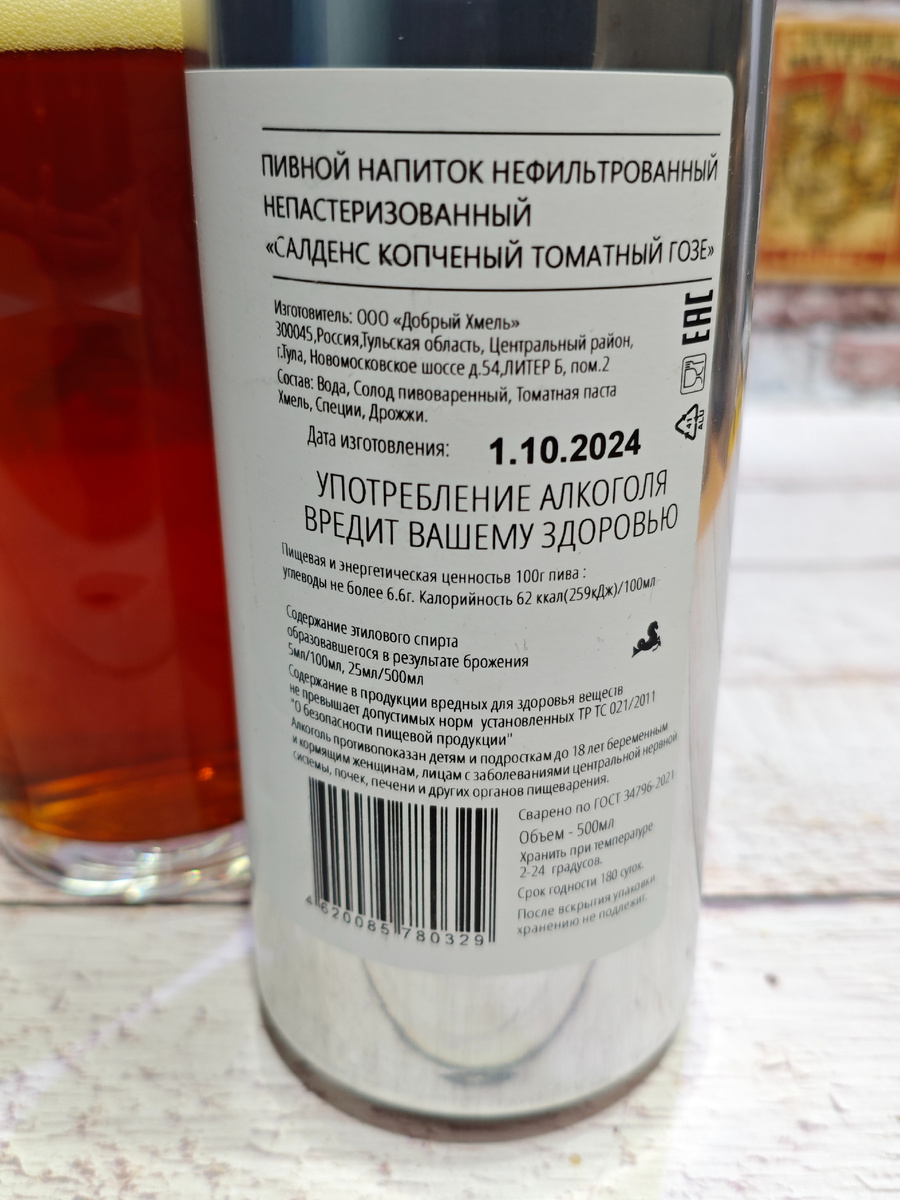 ПИВНОЙ НАПИТОК НЕФИЛЬТРОВАННЫЙ
НЕПАСТЕРИЗОВАННЫЙ
«САЛДЕНС КОПЧЕНЫЙ ТОМАТНЫЙ ГОЗЕ»
Изготовитель: ООО «Добрый Хмель»
300045,Россия,Тульская область, Центральный район,
г.Тула, Новомосковское шоссе д.54,ЛИТЕР Б, пом.2
Состав: Вода, Солод пивоваренный, Томатная паста
Хмель, Специи, Дрожжи.
EAC
41
ALU
Дата изготовления: 1.10.2024
УПОТРЕБЛЕНИЕ АЛКОГОЛЯ
ВРЕДИТ ВАШЕМУ ЗДОРОВЬЮ
Пищевая и энергетическая ценностьв 100г пива :
углеводы не более 6.6г. Калорийность 62 ккал(259кДж)/100мл
Содержание этилового спирта
образовавшегося в результате брожения
5мл/100мл, 25мл/500мл
Содержание в продукции вредных для здоровья веществ
не превышает допустимых норм установленных ТР ТС 021/2011
"О безопасности пищевой продукции"
Алкоголь противопоказан детям и подросткам до 18 лет беременным
и кормящим женщинам, лицам с заболеваниями центральной нервной
системы, почек, печени и других органов пищеварения.
Сварено по ГОСТ 34796-2021
Объем - 500мл
Хранить при температуре
2-24 градусов.
Срок годности 180 суток.
После вскрытия упаковки
хранению не подлежит.
4 620085 780329